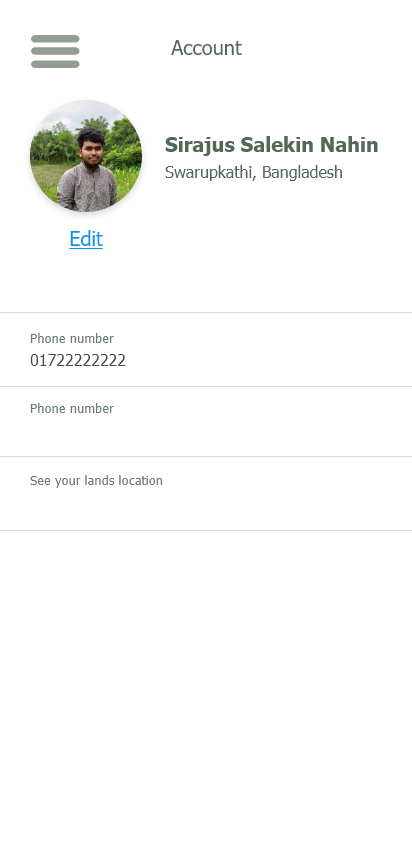 Account
Sirajus Salekin Nahin
Swarupkathi, Bangladesh
Edit
Phone number
01722222222
Phone number
See your lands location